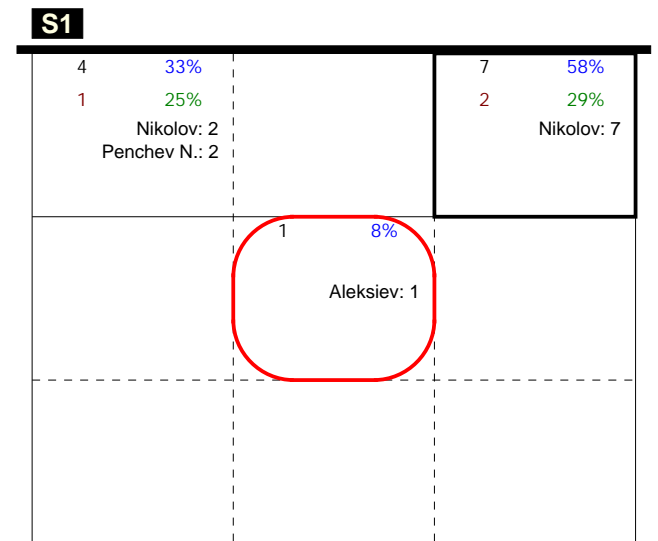 S1
4 33% 7 58%
1 25% 2 29%
Nikolov: 2 Nikolov: 7
Penchev N.: 2
1 8%
Aleksiev: 1